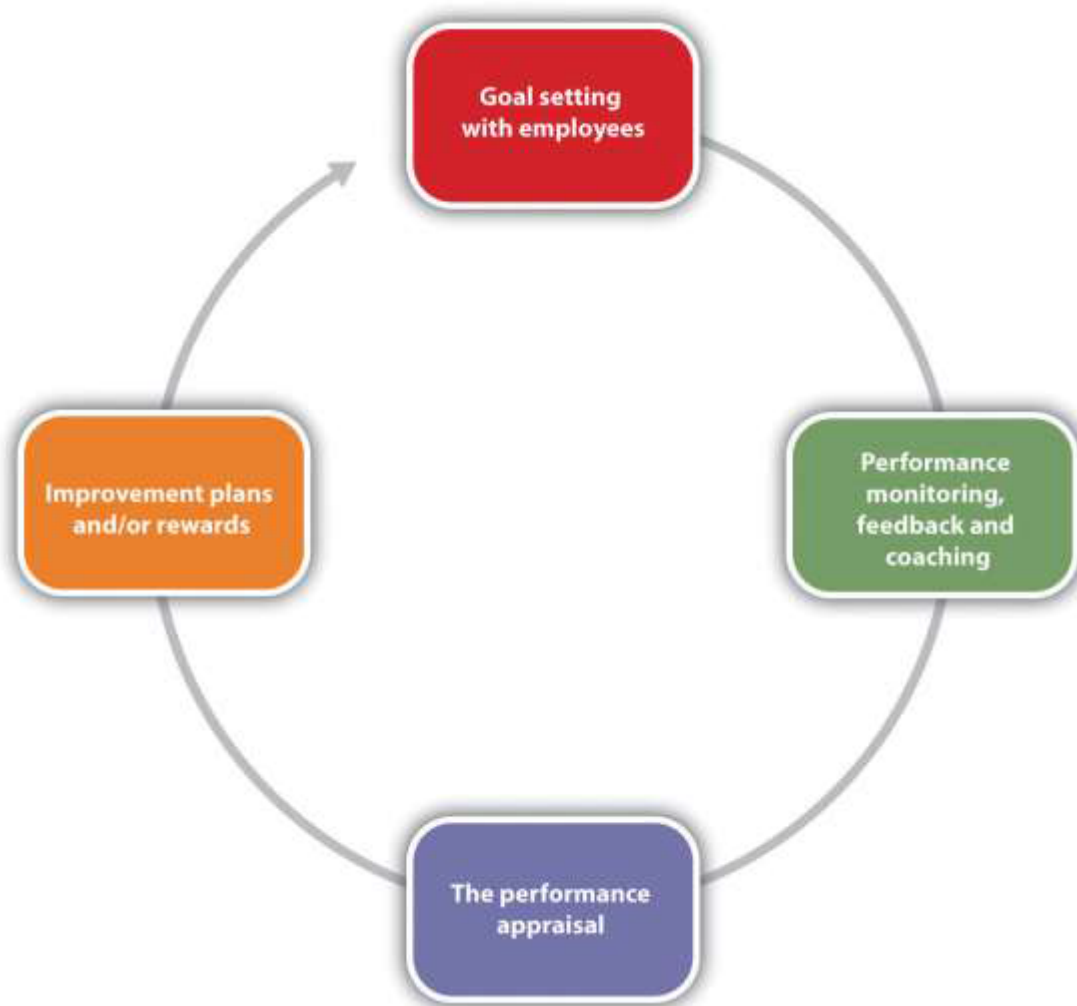 Goal setting
with employees
Performance
monitoring,
feedback and
coaching
The performance
appraisal
Improvement plans
and/or rewards